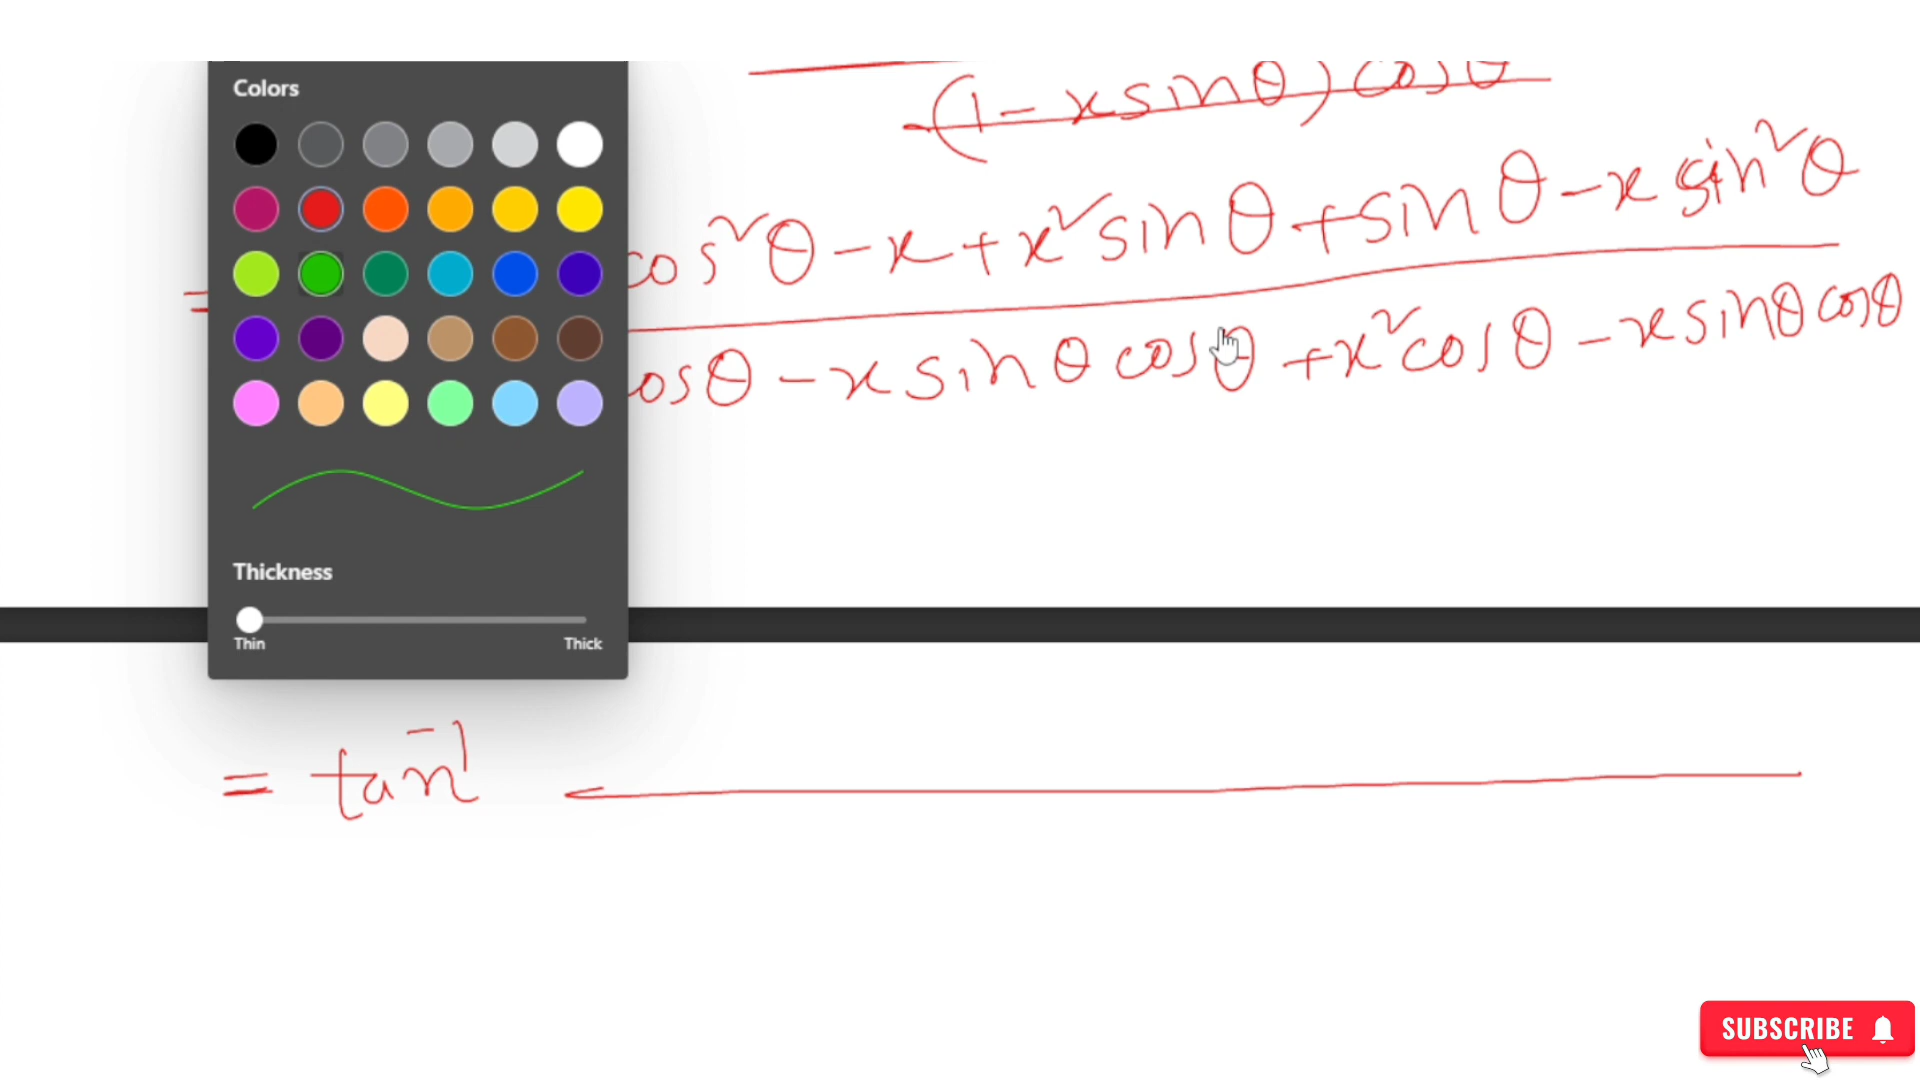 Colors
(1 - x sin θ) cos θ
= cos²θ - x + x² sin θ + sin θ - x sin²θ
cos θ - x sin θ cos θ + x² cos θ - x sin θ cos θ
Thickness
Thin Thick
= tan⁻¹
SUBSCRIBE